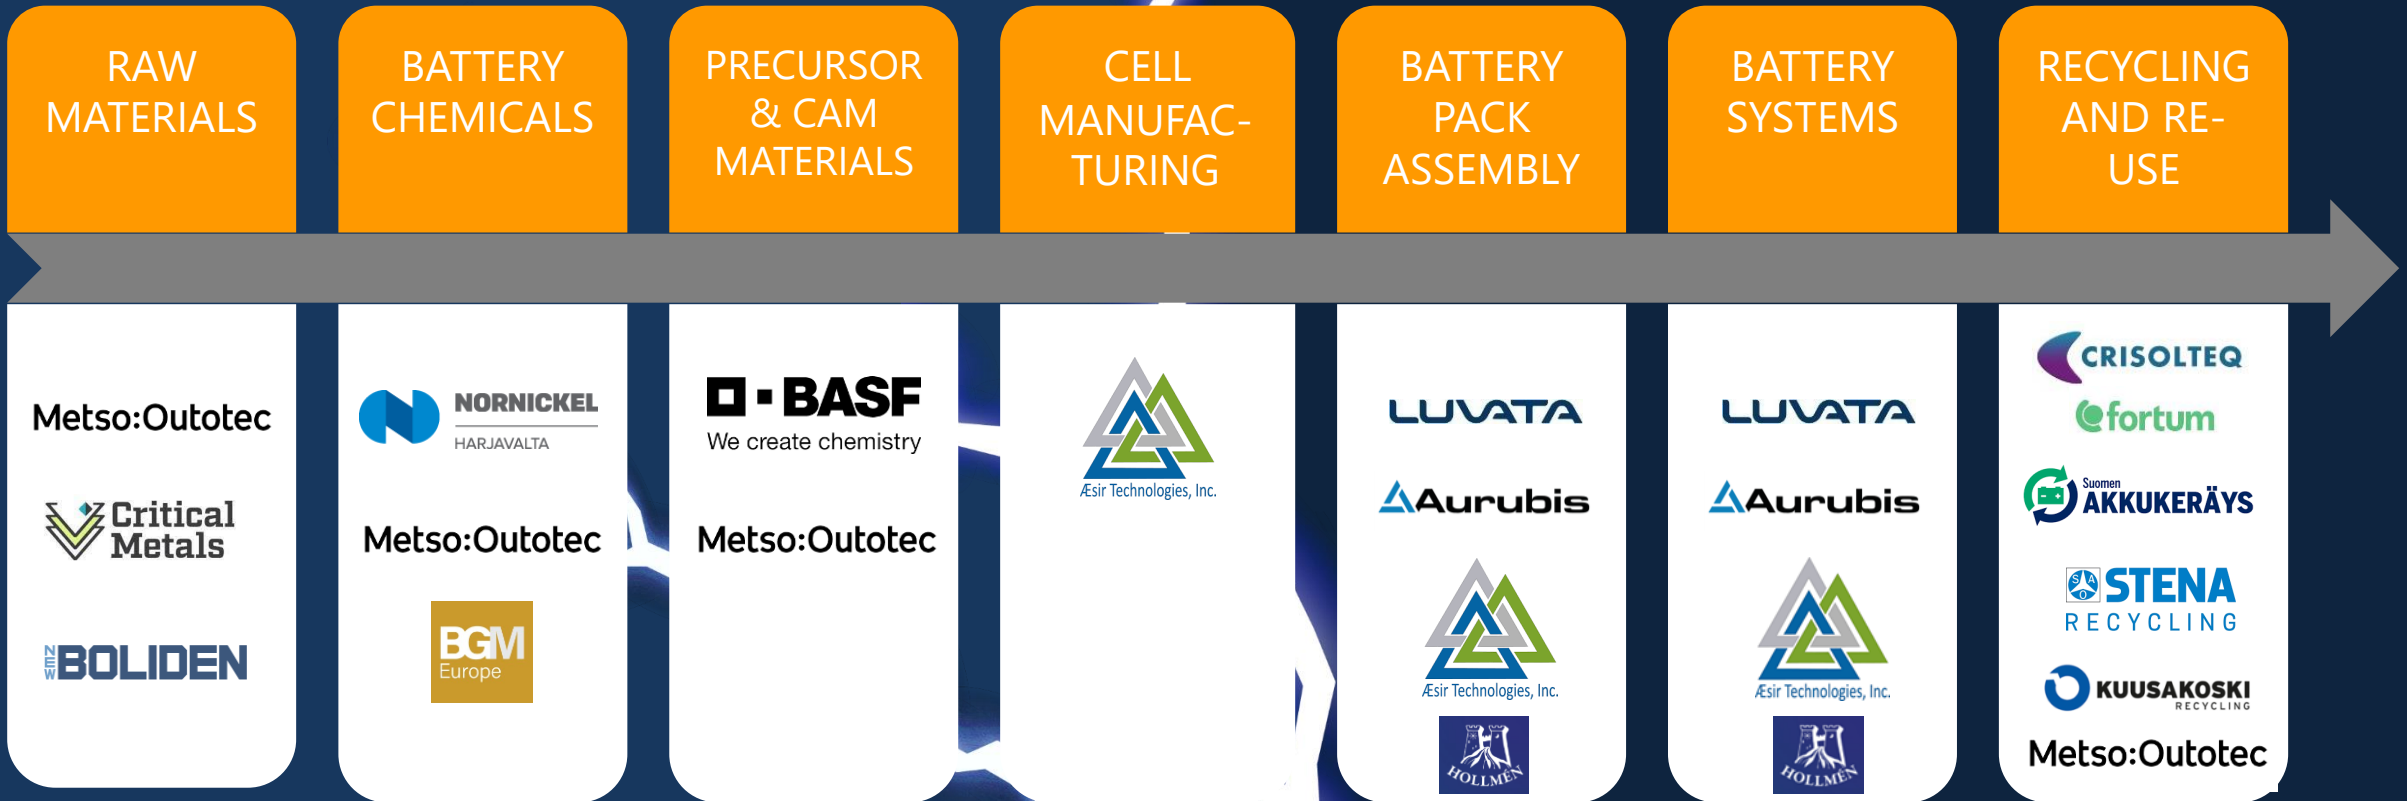 RAW
MATERIALS
BATTERY
CHEMICALS
PRECURSOR
& CAM
MATERIALS
CELL
MANUFAC-
TURING
BATTERY
PACK
ASSEMBLY
BATTERY
SYSTEMS
RECYCLING
AND RE-
USE
Metso:Outotec
Critical
Metals
NEW
BOLIDEN
NORNICKEL
HARJAVALTA
Metso:Outotec
BGM
Europe
BASF
We create chemistry
Metso:Outotec
Æsir Technologies, Inc.
LUVATA
Aurubis
Æsir Technologies, Inc.
HOLLMÉN
LUVATA
Aurubis
Æsir Technologies, Inc.
HOLLMÉN
CRISOLTEQ
fortum
Suomen
AKKUKERÄYS
S A O
STENA
RECYCLING
KUUSAKOSKI
RECYCLING
Metso:Outotec